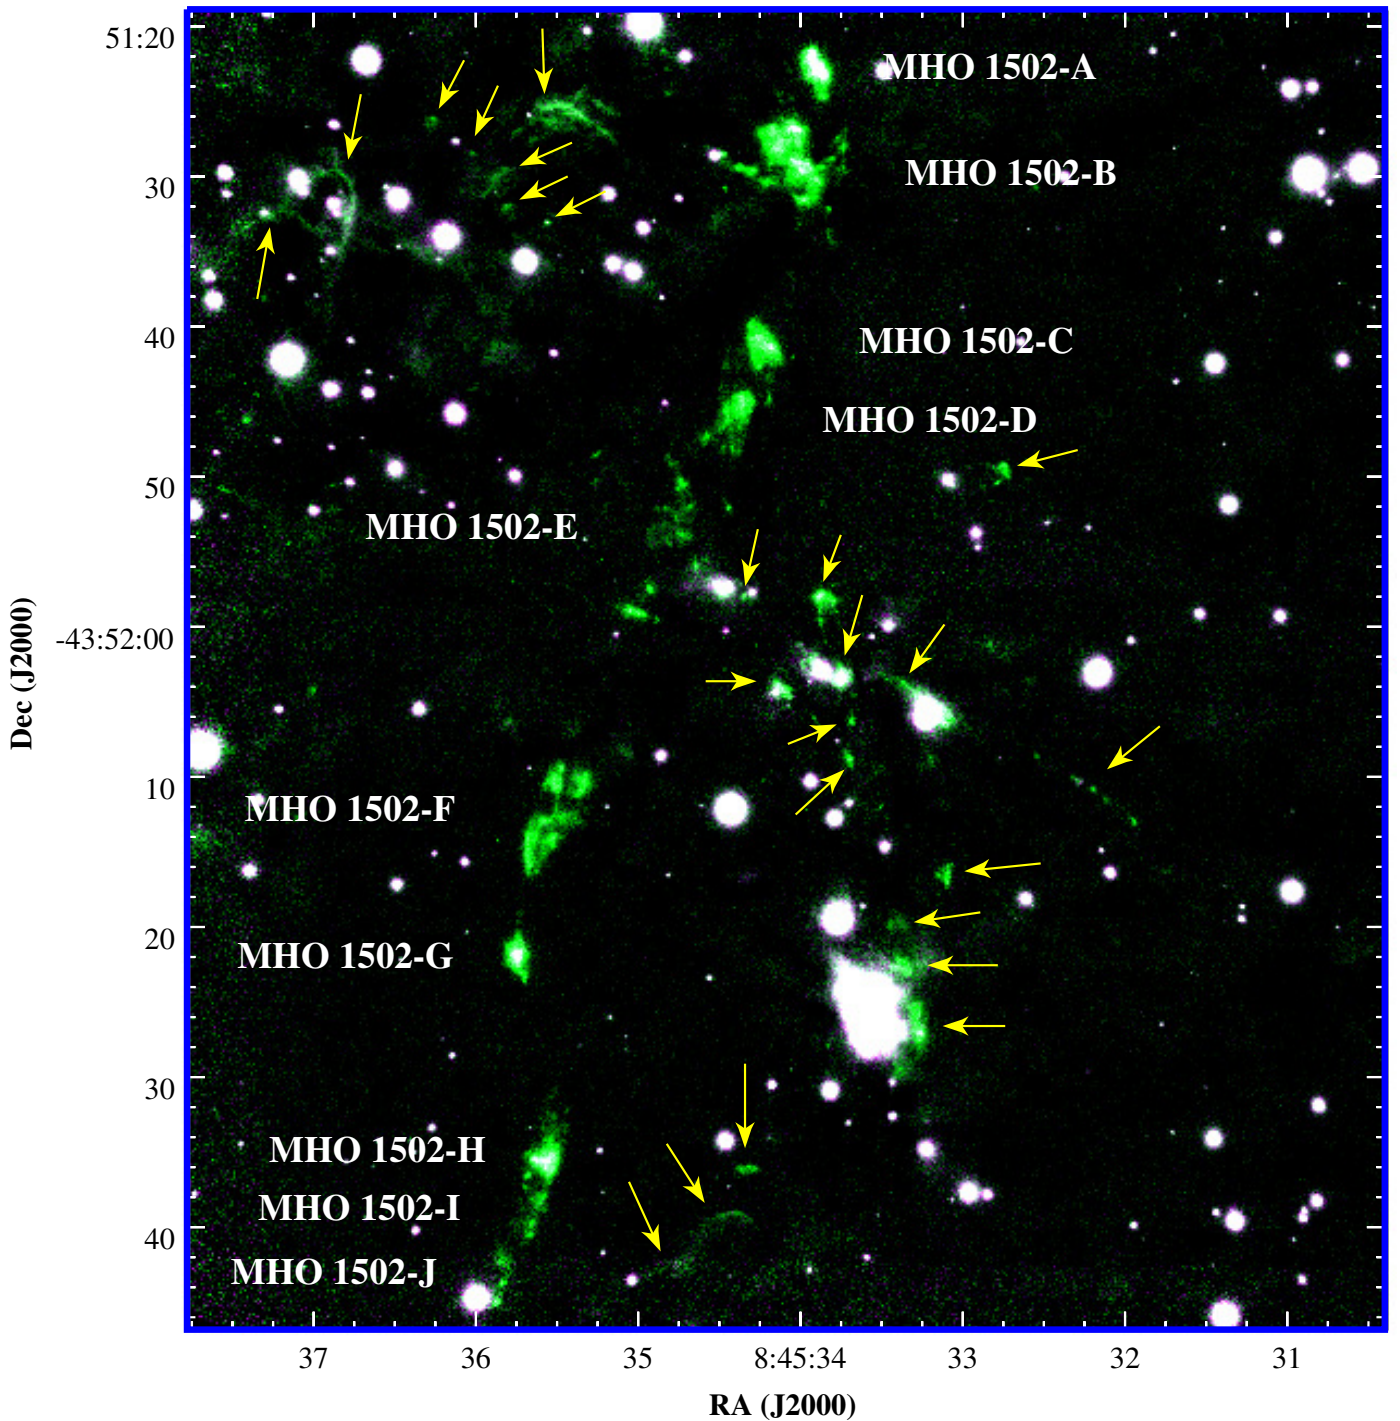 51:20
MHO 1502-A
MHO 1502-B
30
MHO 1502-C
40
MHO 1502-D
50
MHO 1502-E
-43:52:00
Dec (J2000)
10
MHO 1502-F
20
MHO 1502-G
30
MHO 1502-H
MHO 1502-I
40
MHO 1502-J
37 36 35 8:45:34 33 32 31
RA (J2000)